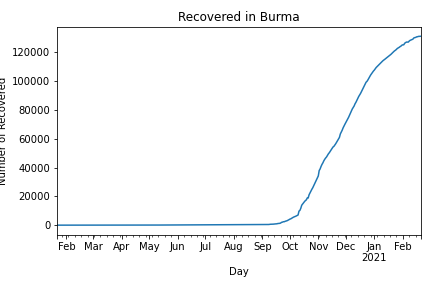 Recovered in Burma
Number of Recovered
120000
100000
80000
60000
40000
20000
0
Feb Mar Apr May Jun Jul Aug Sep Oct Nov Dec Jan Feb
2021
Day